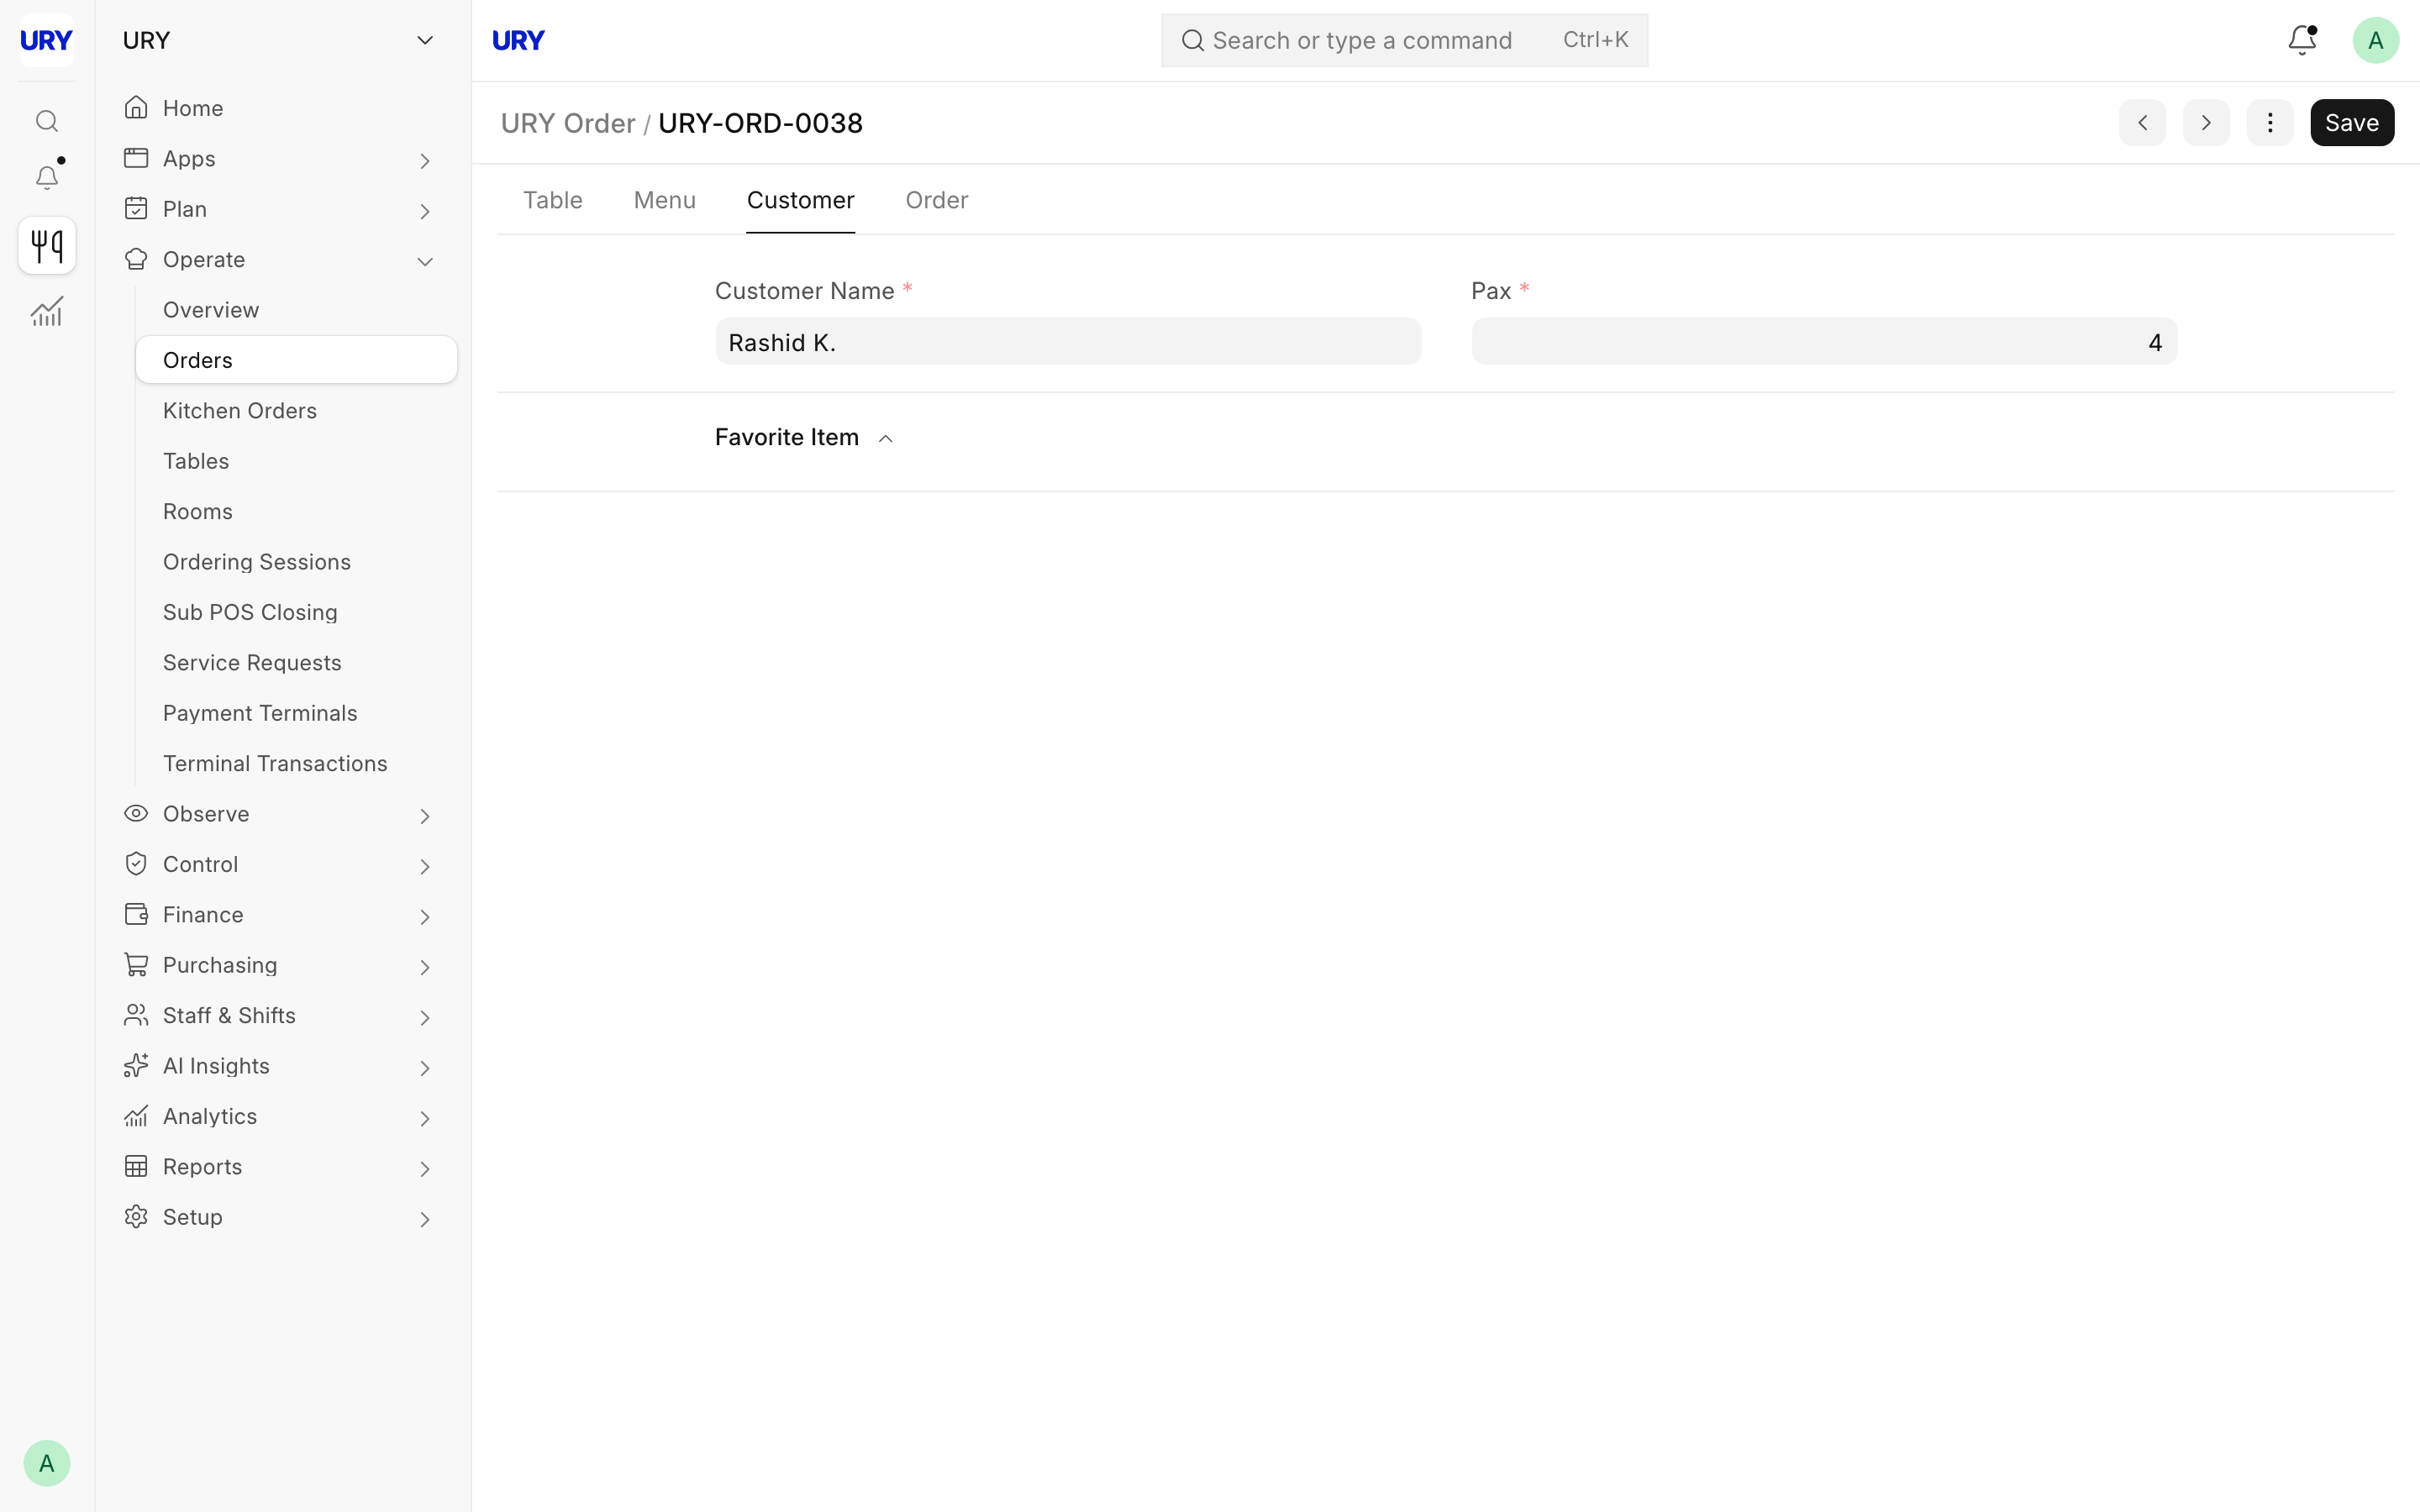 URY
URY
URY
Search or type a command
Ctrl+K
A
Home
Apps
Plan
Operate
Overview
Orders
Kitchen Orders
Tables
Rooms
Ordering Sessions
Sub POS Closing
Service Requests
Payment Terminals
Terminal Transactions
Observe
Control
Finance
Purchasing
Staff & Shifts
AI Insights
Analytics
Reports
Setup
A
URY Order / URY-ORD-0038
Save
Table
Menu
Customer
Order
Customer Name *
Rashid K.
Pax *
4
Favorite Item